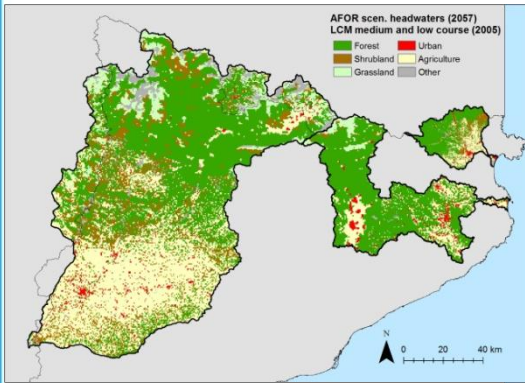 AFOR scen. headwaters (2057)
LCM medium and low course (2005)
Forest Urban
Shrubland Agriculture
Grassland Other
N
0 20 40 km